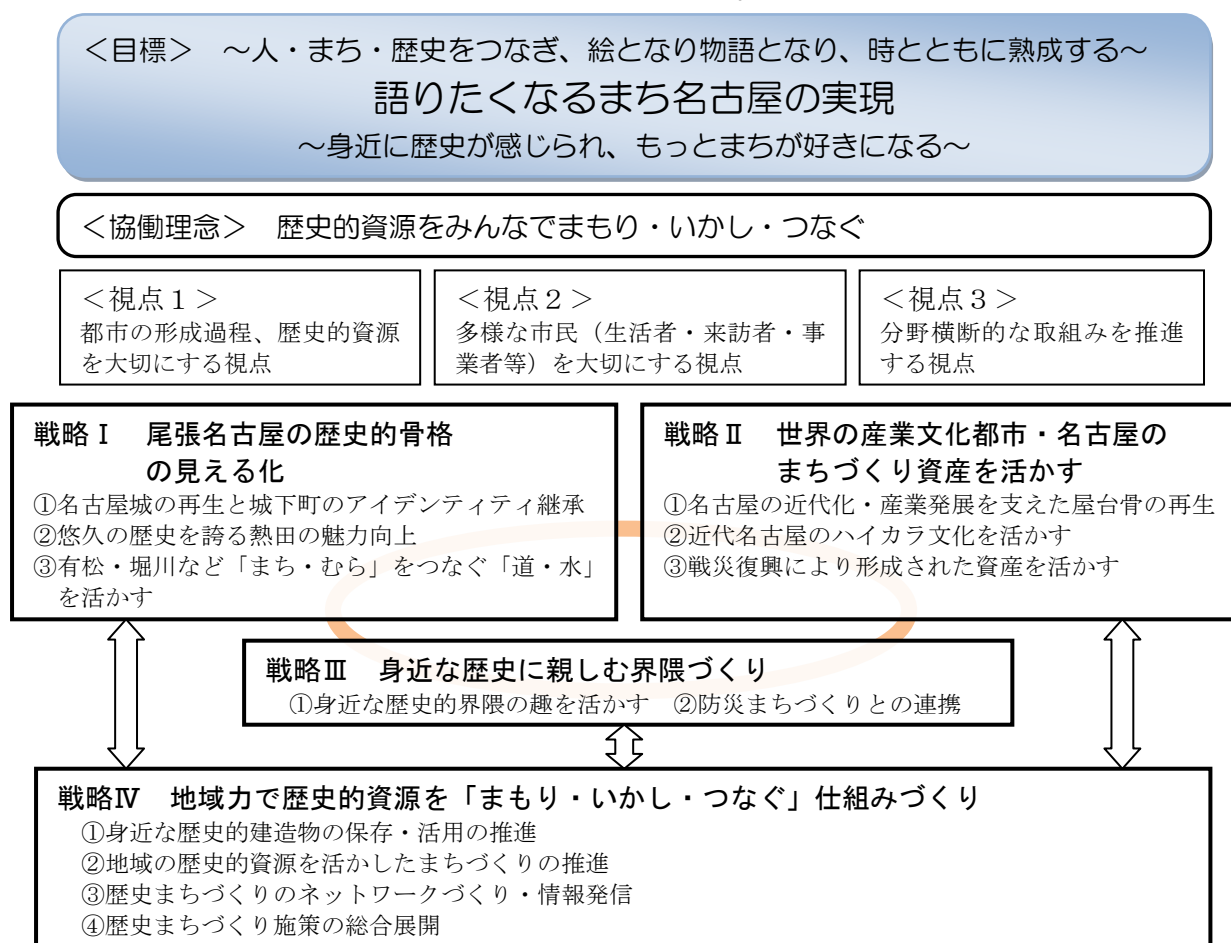 ＜目標＞　～人・まち・歴史をつなぎ、絵となり物語となり、時とともに熟成する～
語りたくなるまち名古屋の実現
～身近に歴史が感じられ、もっとまちが好きになる～
＜協働理念＞　歴史的資源をみんなでまもり・いかし・つなぐ
＜視点１＞
都市の形成過程、歴史的資源
を大切にする視点
＜視点２＞
多様な市民（生活者・来訪者・事
業者等）を大切にする視点
＜視点３＞
分野横断的な取組みを推進
する視点
戦略Ⅰ　尾張名古屋の歴史的骨格
の見える化
①名古屋城の再生と城下町のアイデンティティ継承
②悠久の歴史を誇る熱田の魅力向上
③有松・堀川など「まち・むら」をつなぐ「道・水」
を活かす
戦略Ⅱ　世界の産業文化都市・名古屋の
まちづくり資産を活かす
①名古屋の近代化・産業発展を支えた屋台骨の再生
②近代名古屋のハイカラ文化を活かす
③戦災復興により形成された資産を活かす
戦略Ⅲ　身近な歴史に親しむ界隈づくり
①身近な歴史的界隈の趣を活かす　②防災まちづくりとの連携
戦略Ⅳ　地域力で歴史的資源を「まもり・いかし・つなぐ」仕組みづくり
①身近な歴史的建造物の保存・活用の推進
②地域の歴史的資源を活かしたまちづくりの推進
③歴史まちづくりのネットワークづくり・情報発信
④歴史まちづくり施策の総合展開